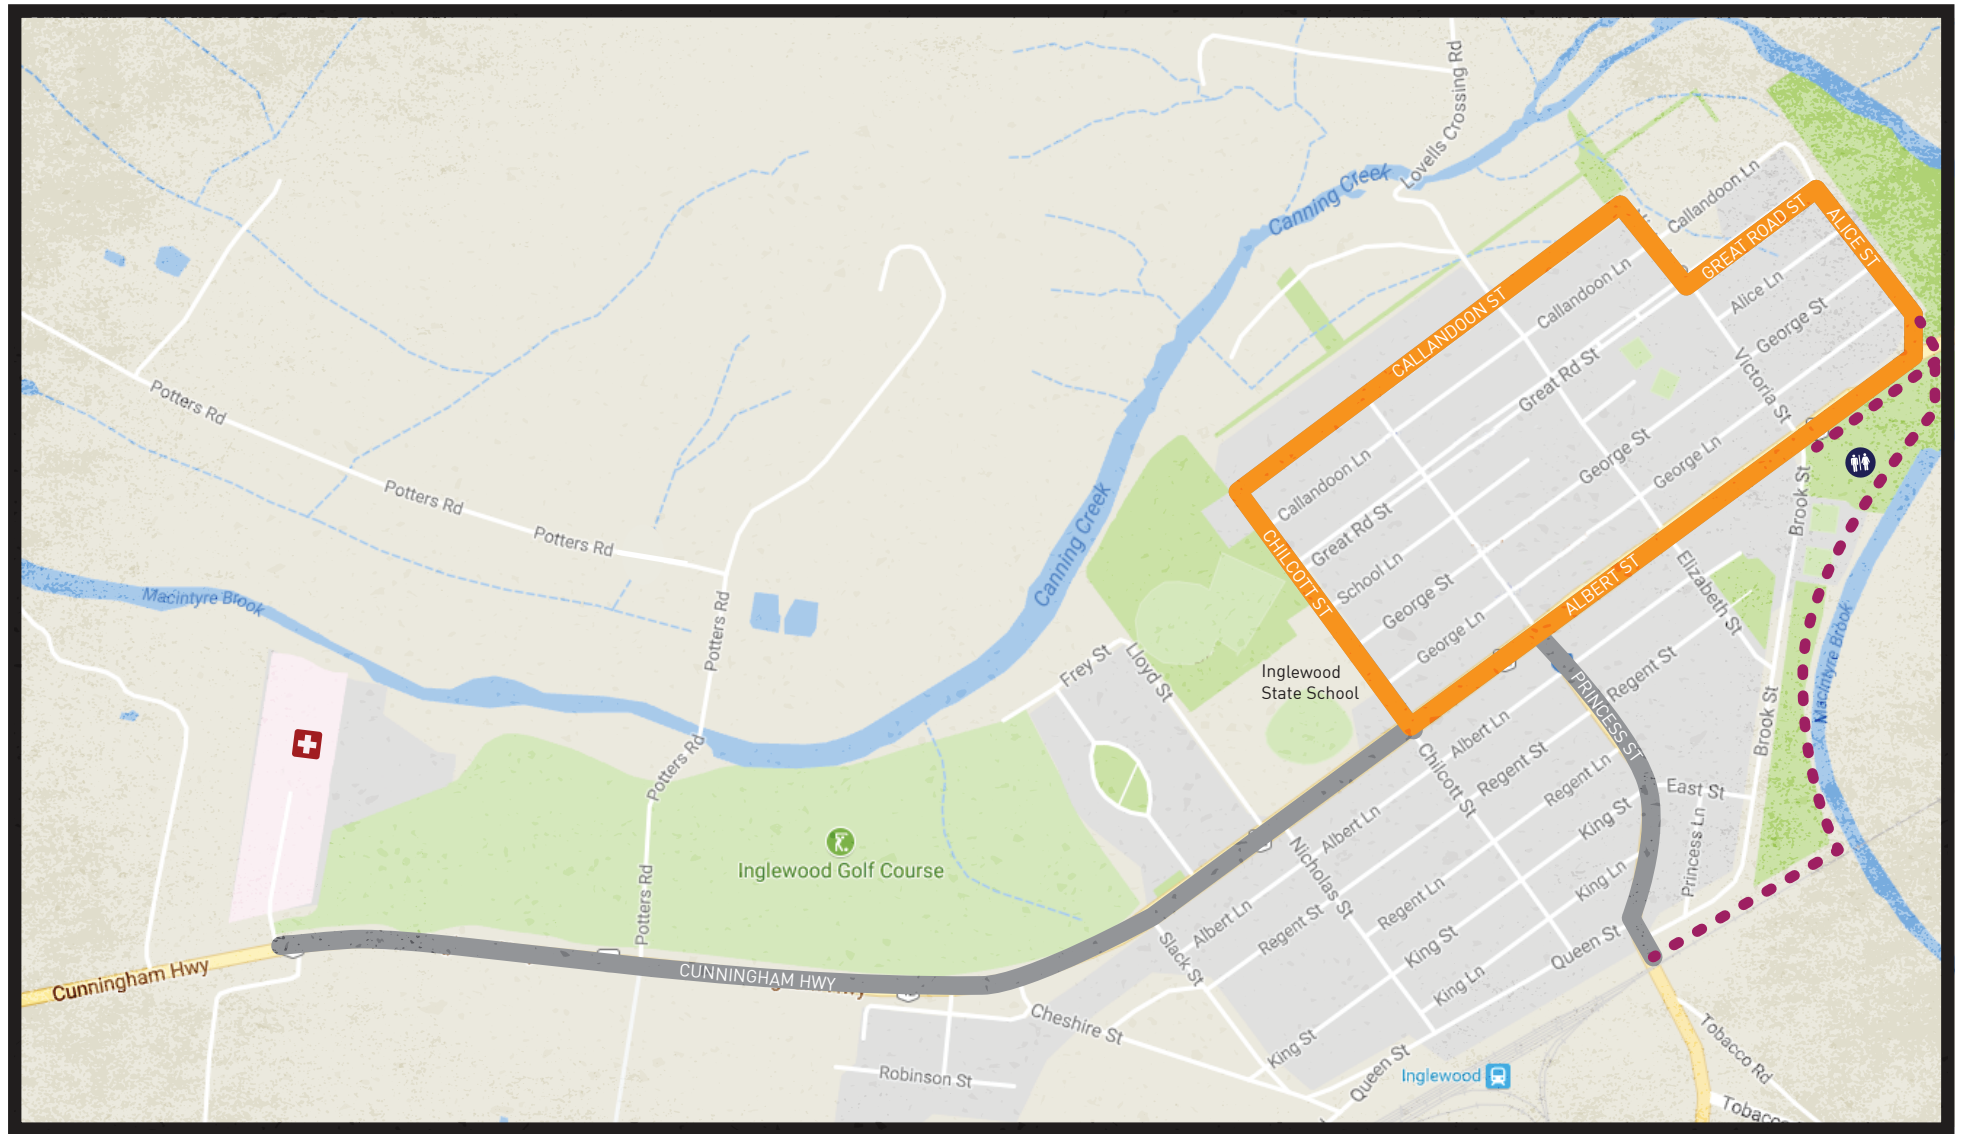 Lovells Crossing Rd
Canning Creek
Callandoon Ln
GREAT ROAD ST
ALICE ST
CALLANDOON ST
Callandoon Ln
Alice Ln
George St
Great Rd St
Victoria St
Potters Rd
Potters Rd
Potters Rd
Callandoon Ln
George St
George Ln
Brook St
Canning Creek
CHILCOTT ST
Great Rd St
School Ln
George St
George Ln
ALBERT ST
Elizabeth St
Macintyre Brook
Potters Rd
Frey St
Lloyd St
Inglewood
State School
PRINCESS ST
Regent St
Macintyre Brook
Brook St
Albert Ln
Chilcott St
Regent St
Regent Ln
East St
Potters Rd
King St
Albert Ln
Princess Ln
Inglewood Golf Course
Nicholas St
King Ln
Potters Rd
Regent Ln
Albert Ln
Regent St
King St
Queen St
Slack St
Cunningham Hwy
CUNNINGHAM HWY
Hwy
King Ln
Cheshire St
King St
Queen St
Tobacco Rd
Robinson St
Inglewood